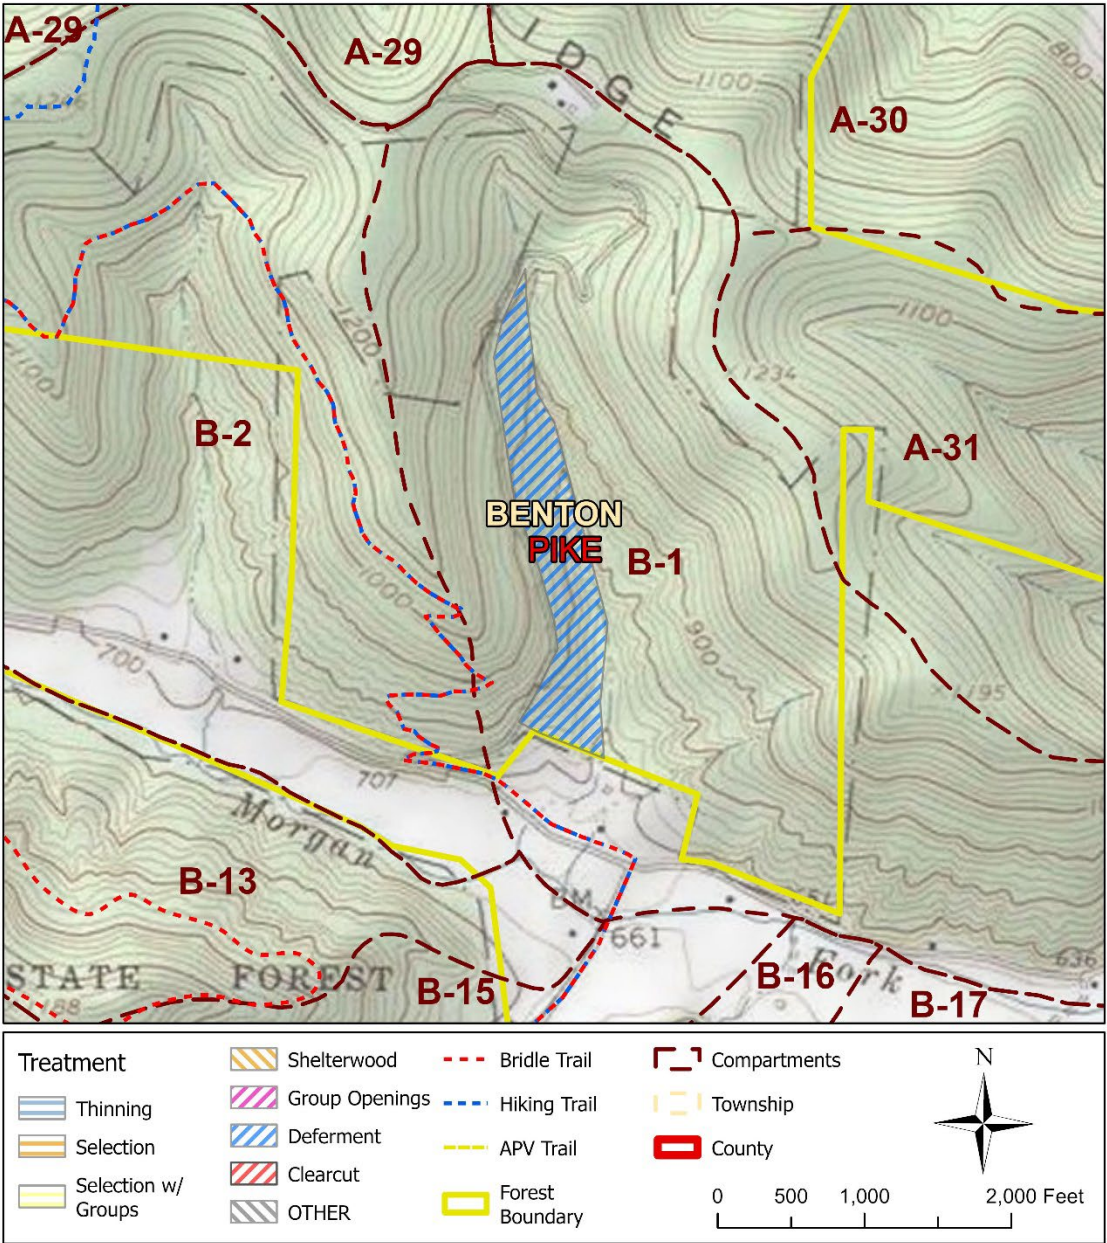 A-29
A-29
IDGE
1100
800
A-30
1200
1100
1100
1234
B-2
A-31
BENTON
PIKE
B-1
1000
900
700
1195
707
Morgan
B-13
BM
661
STATE FOREST
B-15
B-16
Fork
636
B-17
Treatment
Thinning
Selection
Selection w/
Groups
Shelterwood
Group Openings
Deferment
Clearcut
OTHER
Bridle Trail
Hiking Trail
APV Trail
Forest
Boundary
Compartments
Township
County
N
0 500 1,000 2,000 Feet